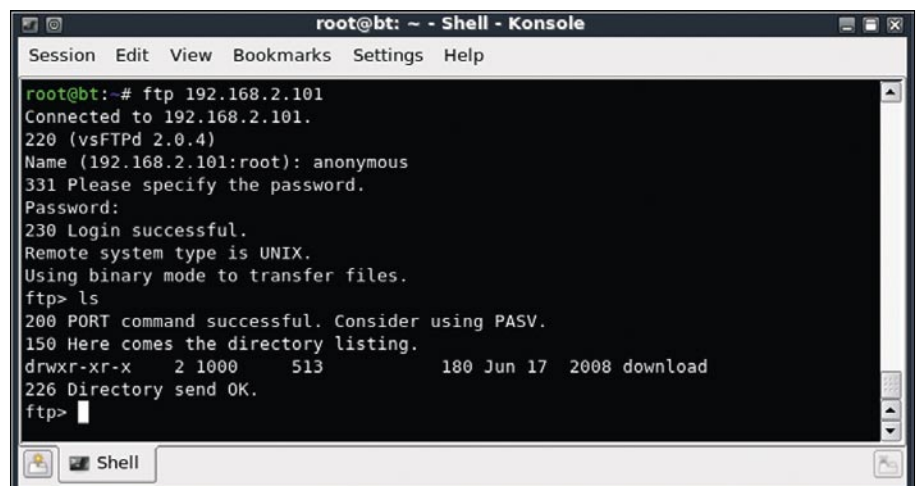 root@bt: ~ - Shell - Konsole
Session Edit View Bookmarks Settings Help
root@bt:~# ftp 192.168.2.101
Connected to 192.168.2.101.
220 (vsFTPd 2.0.4)
Name (192.168.2.101:root): anonymous
331 Please specify the password.
Password:
230 Login successful.
Remote system type is UNIX.
Using binary mode to transfer files.
ftp> ls
200 PORT command successful. Consider using PASV.
150 Here comes the directory listing.
drwxr-xr-x    2 1000     513           180 Jun 17  2008 download
226 Directory send OK.
ftp>
Shell